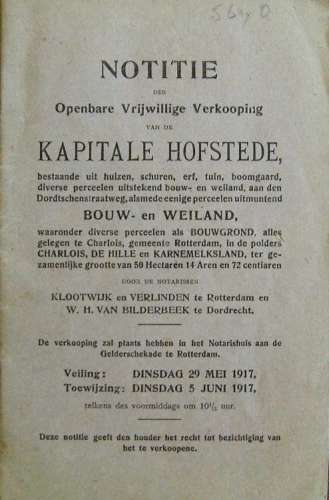 NOTITIE
DER
Openbare Vrijwillige Verkooping
VAN DE
KAPITALE HOFSTEDE,
bestaande uit huizen, schuren, erf, tuin, boomgaard,
diverse perceelen uitstekend bouw- en weiland, aan den
Dordtschenstraatweg, alsmede eenige perceelen uitmuntend
BOUW- en WEILAND,
waaronder diverse perceelen als BOUWGROND, alles
gelegen te Charlois, gemeente Rotterdam, in de polders
CHARLOIS, DE HILLE en KARNEMELKSLAND, ter ge-
zamenlijke grootte van 50 Hectaren 14 Aren en 72 centiaren
DOOR DE NOTARISSEN
KLOOTWIJK en VERLINDEN te Rotterdam en
W. H. VAN BILDERBEEK te Dordrecht.
De verkooping zal plaats hebben in het Notarishuis aan de
Gelderschekade te Rotterdam.
Veiling: DINSDAG 29 MEI 1917,
Toewijzing: DINSDAG 5 JUNI 1917,
telkens des voormiddags om 10½ uur.
Deze notitie geeft den houder het recht tot bezichtiging van
het te verkoopene.